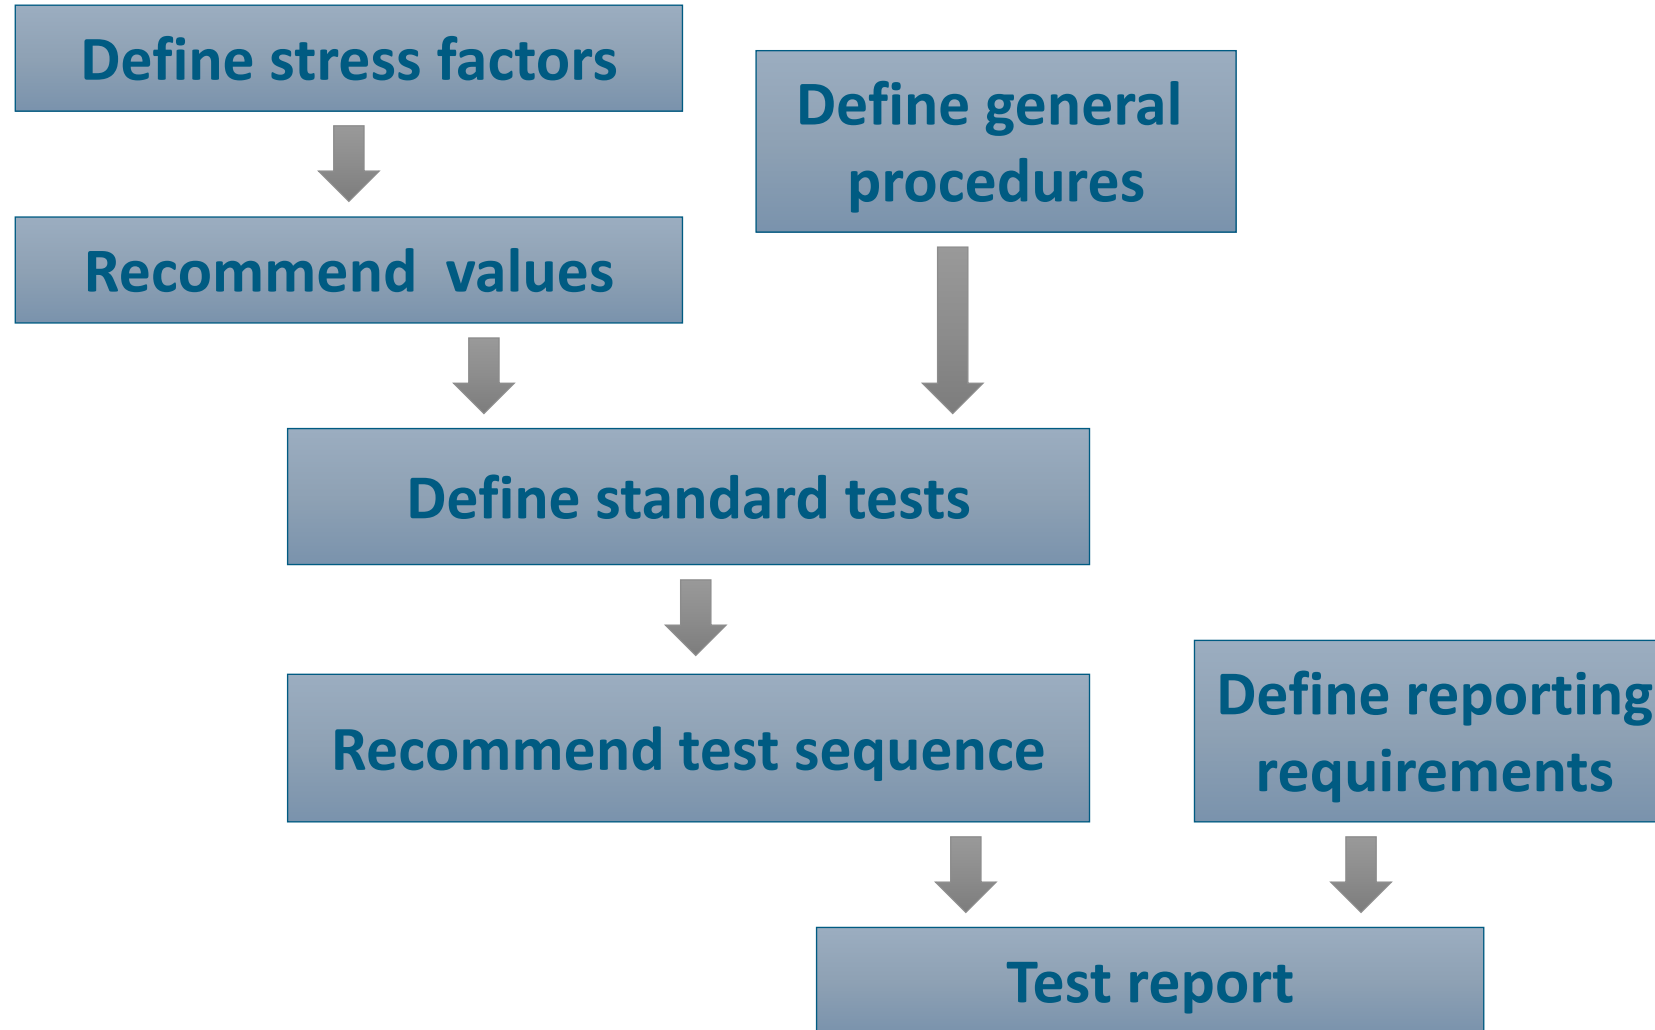 Define stress factors
Define general
procedures
Recommend  values
Define standard tests
Recommend test sequence
Define reporting
requirements
Test report